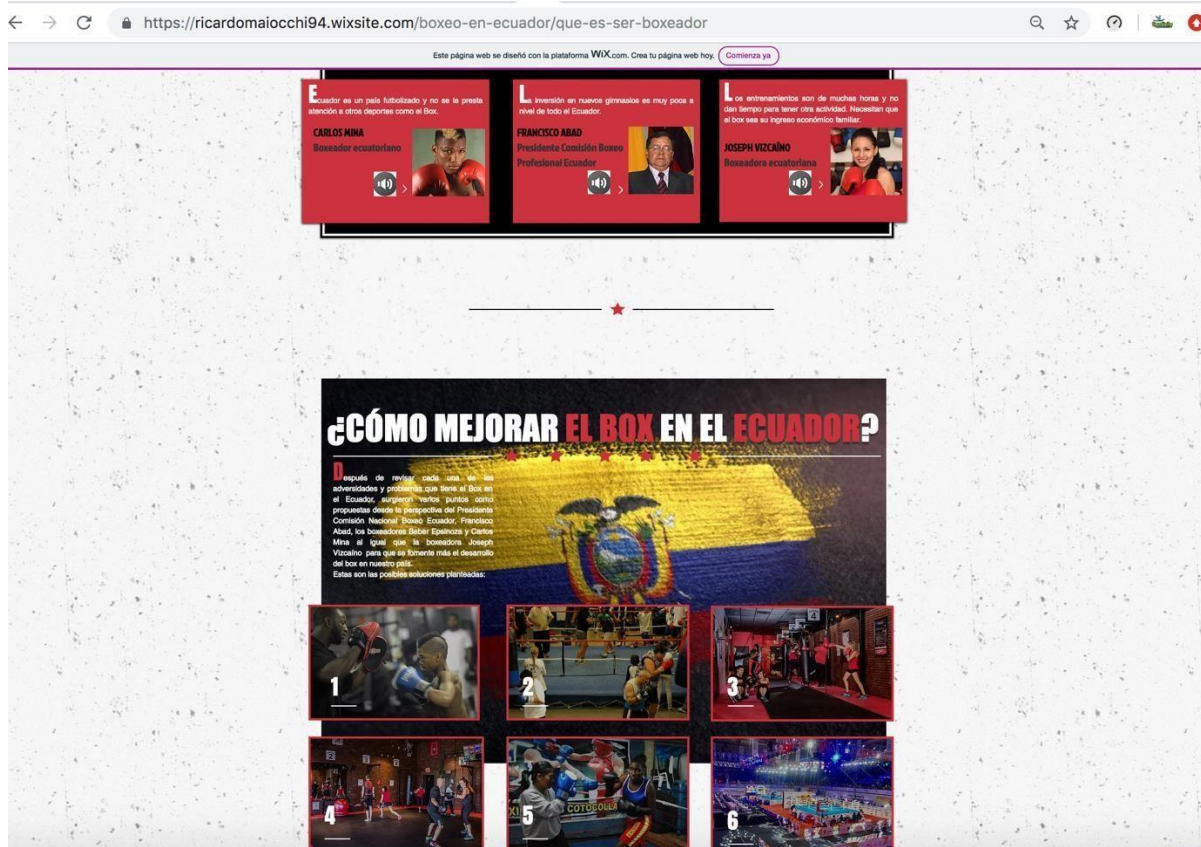 https://ricardomaiocchi94.wixsite.com/boxeo-en-ecuador/que-es-ser-boxeador
Este página web se diseñó con la plataforma WiX.com. Crea tu página web hoy. Comienza ya
Ecuador es un país futbolizado y no se le presta
atención a otros deportes como el Box.
CARLOS MINA
Boxeador ecuatoriano
La inversión en nuevos gimnasios es muy poca a
nivel de todo el Ecuador.
FRANCISCO ABAD
Presidente Comisión Boxeo
Profesional Ecuador
Los entrenamientos son de muchas horas y no
dan tiempo para tener otra actividad. Necesitan que
el box sea su ingreso económico familiar.
JOSEPH VIZCAÍNO
Boxeadora ecuatoriana
¿CÓMO MEJORAR EL BOX EN EL ECUADOR?
Después de revisar cada una de las
adversidades y problemas que tiene el Box en
el Ecuador, surgieron varios puntos como
propuestas desde la perspectiva del Presidente
Comisión Nacional Boxeo Ecuador, Francisco
Abad, los boxeadores Beber Epsinoza y Carlos
Mina al igual que la boxeadora Joseph
Vizcaíno para que se fomente más el desarrollo
del box en nuestro país.
Estas son las posibles soluciones planteadas:
1
2
3
4
5
COTOCOLLA
6